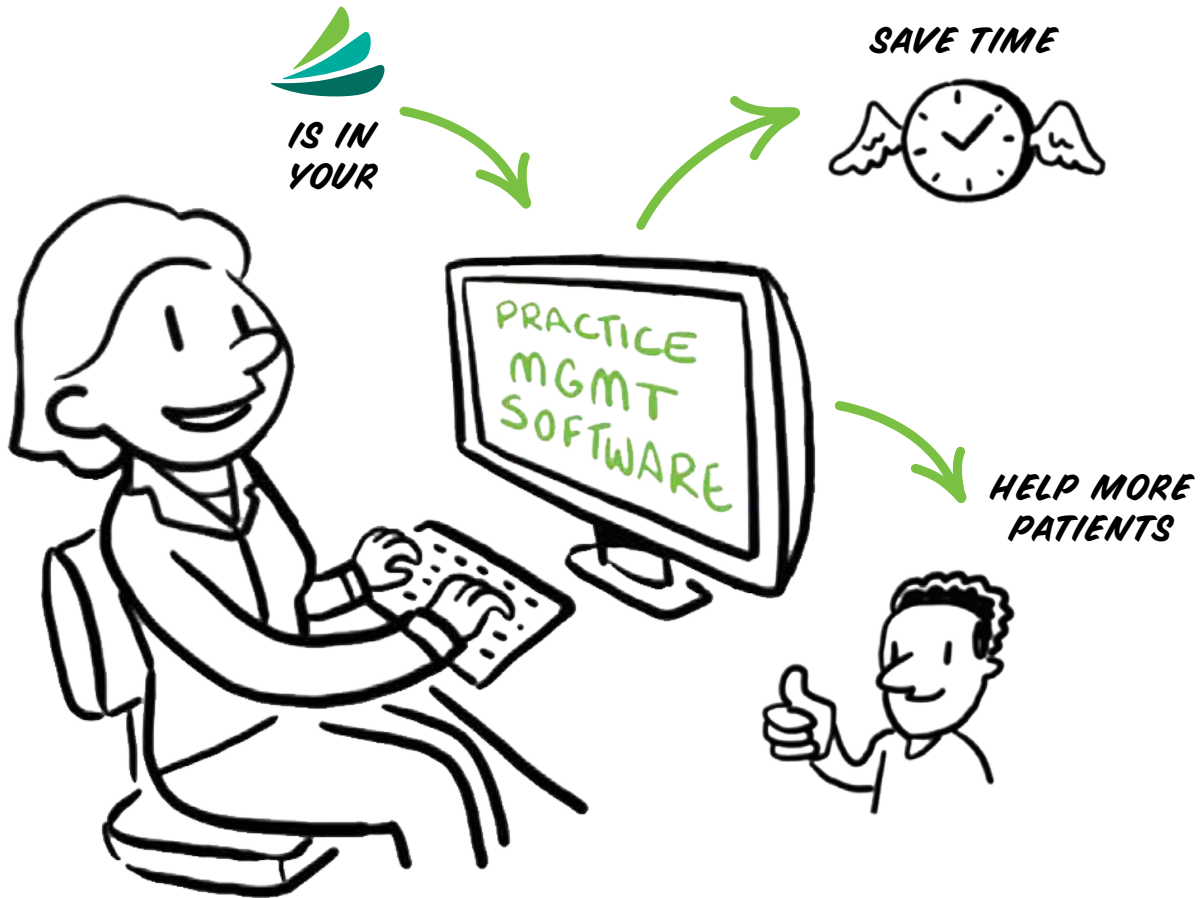 SAVE TIME
IS IN
YOUR
PRACTICE
MGMT
SOFTWARE
HELP MORE
PATIENTS